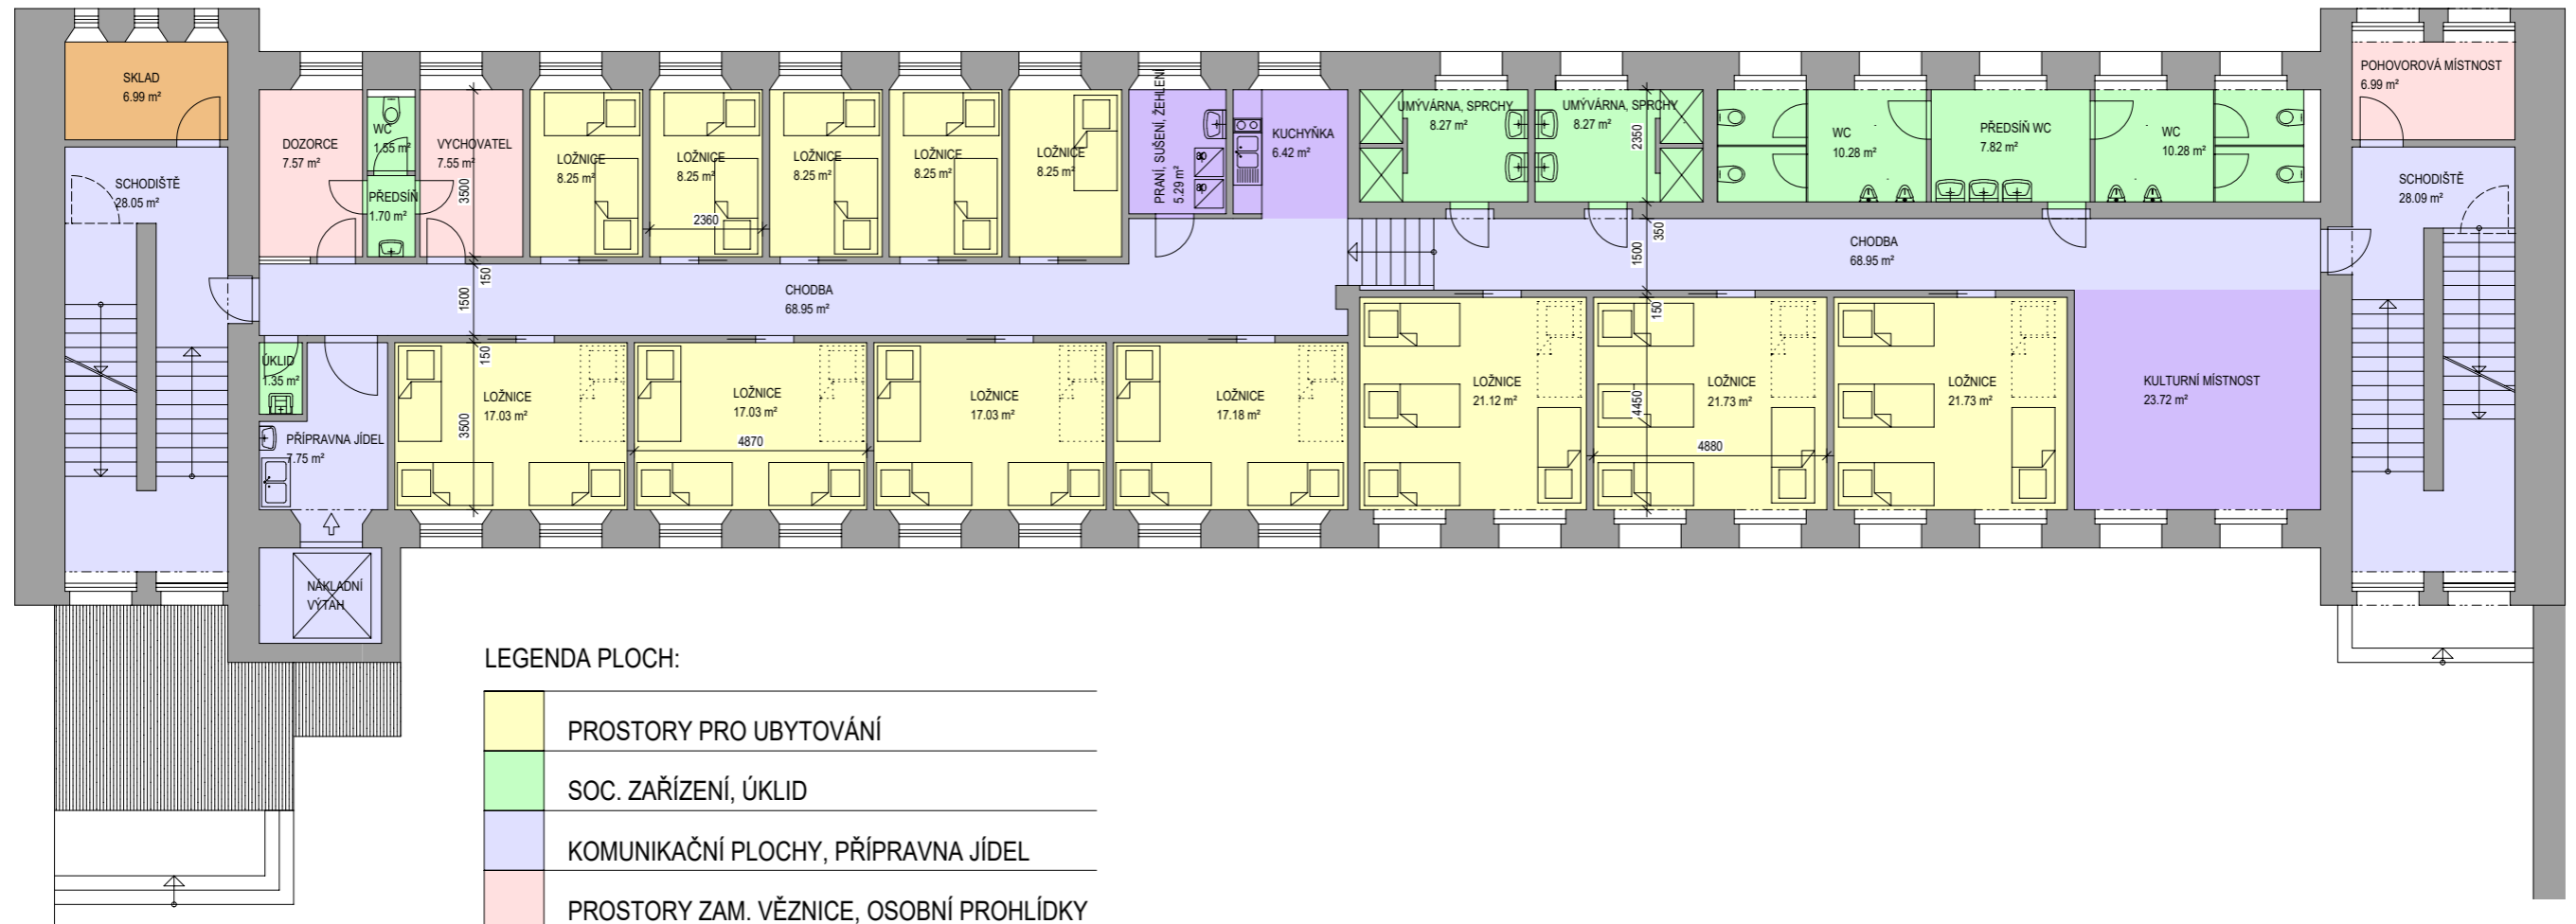 SKLAD
6.99 m²
SCHODIŠTĚ
28.05 m²
DOZORCE
7.57 m²
WC
1.55 m²
PŘEDSÍŇ
1.70 m²
VYCHOVATEL
7.55 m²
3500
LOŽNICE
8.25 m²
LOŽNICE
8.25 m²
2360
LOŽNICE
8.25 m²
LOŽNICE
8.25 m²
LOŽNICE
8.25 m²
PRANÍ, SUŠENÍ, ŽEHLENÍ
5.29 m²
KUCHYŇKA
6.42 m²
UMÝVÁRNA, SPRCHY
8.27 m²
UMÝVÁRNA, SPRCHY
8.27 m²
2350
WC
10.28 m²
PŘEDSÍŇ WC
7.82 m²
WC
10.28 m²
POHOVOROVÁ MÍSTNOST
6.99 m²
SCHODIŠTĚ
28.09 m²
150
1500
150
CHODBA
68.95 m²
350
1500
150
CHODBA
68.95 m²
ÚKLID
1.35 m²
PŘÍPRAVNA JÍDEL
7.75 m²
LOŽNICE
17.03 m²
3500
LOŽNICE
17.03 m²
4870
LOŽNICE
17.03 m²
LOŽNICE
17.18 m²
LOŽNICE
21.12 m²
LOŽNICE
21.73 m²
4450
4880
LOŽNICE
21.73 m²
KULTURNÍ MÍSTNOST
23.72 m²
NÁKLADNÍ
VÝTAH
LEGENDA PLOCH:
PROSTORY PRO UBYTOVÁNÍ
SOC. ZAŘÍZENÍ, ÚKLID
KOMUNIKAČNÍ PLOCHY, PŘÍPRAVNA JÍDEL
PROSTORY ZAM. VĚZNICE, OSOBNÍ PROHLÍDKY